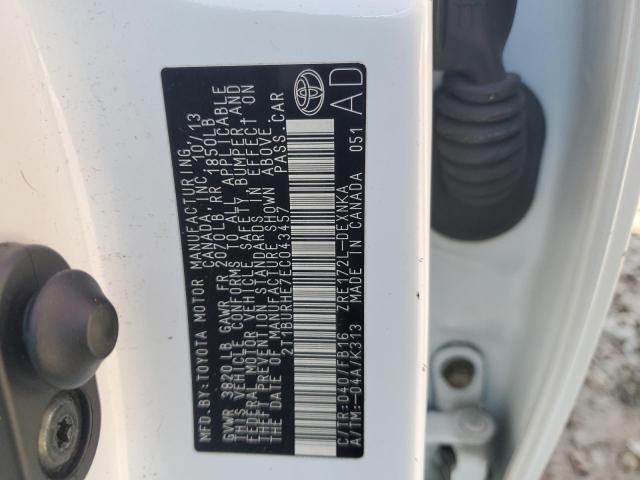 MFD.BY:TOYOTA MOTOR MANUFACTURING,
CANADA, INC. 10/13
GVWR 3820 LB GAWR FR 2070LB RR 1850LB
THIS VEHICLE CONFORMS TO ALL APPLICABLE
FEDERAL MOTOR VEHICLE SAFETY, BUMPER, AND
THEFT PREVENTION STANDARDS IN EFFECT ON
THE DATE OF MANUFACTURE SHOWN ABOVE.
2T1BURHE7EC043457 PASS.CAR
C/TR:040/FB16 ZRE172L-DEXNKA
A/TM:-04A/K313 MADE IN CANADA 051
AD